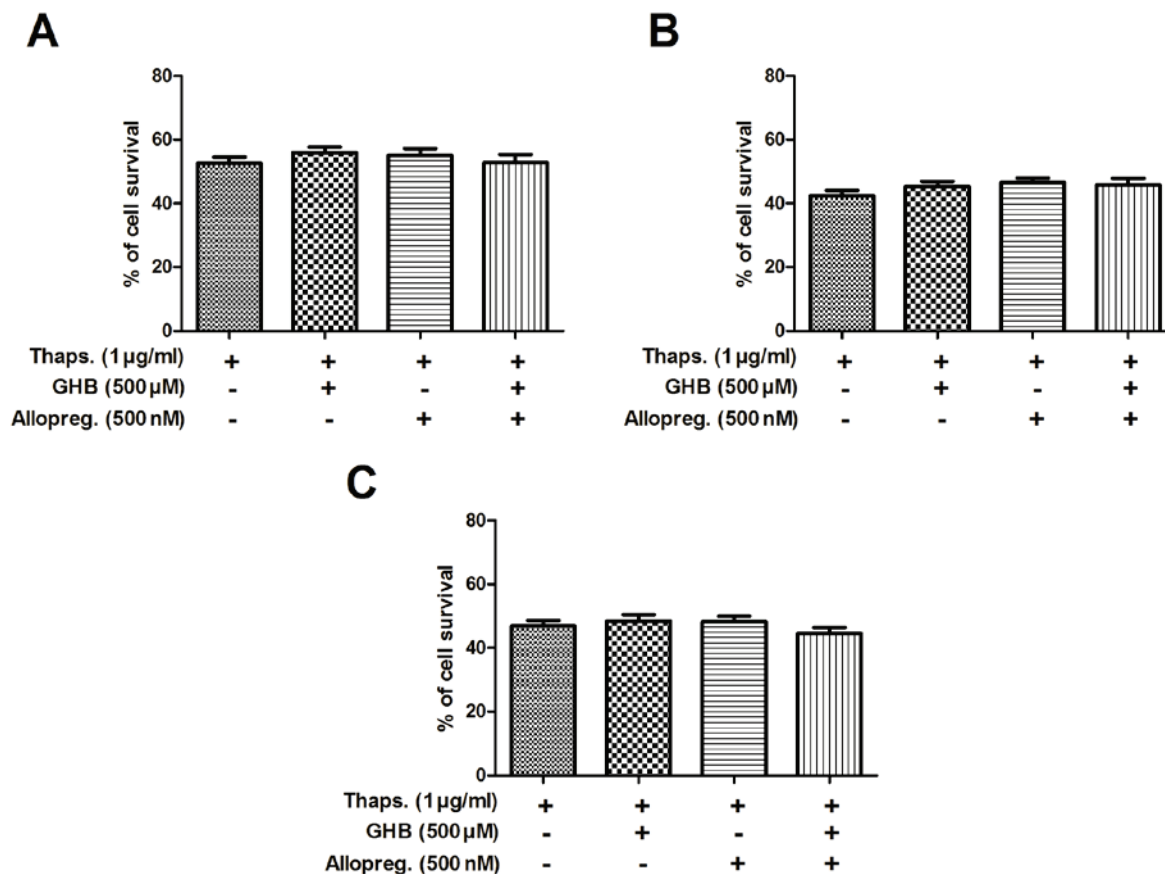 A
% of cell survival
80
60
40
20
0
Thaps. (1 µg/ml) + + + +
GHB (500 µM) - + - +
Allopreg. (500 nM) - - + +
B
% of cell survival
80
60
40
20
0
Thaps. (1 µg/ml) + + + +
GHB (500 µM) - + - +
Allopreg. (500 nM) - - + +
C
% of cell survival
80
60
40
20
0
Thaps. (1 µg/ml) + + + +
GHB (500 µM) - + - +
Allopreg. (500 nM) - - + +